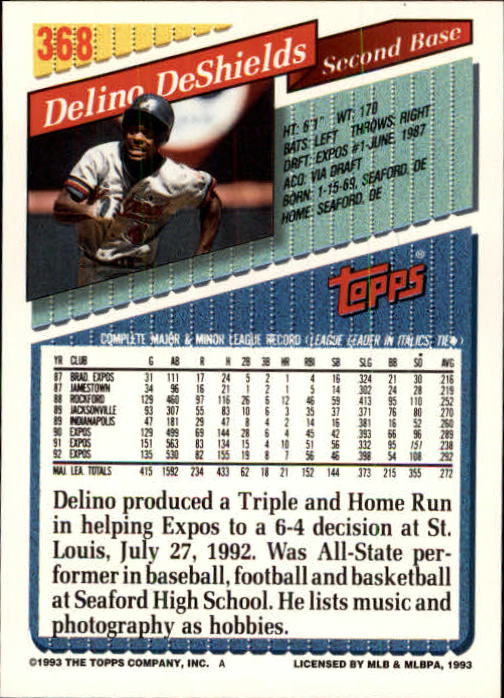 368
Delino DeShields
Second Base
HT: 6'1" WT: 170
BATS: LEFT THROWS: RIGHT
DRFT: EXPOS #1-JUNE, 1987
ACQ: VIA DRAFT
BORN: 1-15-69, SEAFORD, DE
HOME: SEAFORD, DE
Topps®
COMPLETE MAJOR & MINOR LEAGUE RECORD (LEAGUE LEADER IN ITALICS, TIE◆)
YR CLUB G AB R H 2B 3B HR RBI SB SLG BB SO AVG
87 BRAD. EXPOS 31 111 17 24 5 2 1 4 16 .324 21 30 .216
87 JAMESTOWN 34 96 16 21 1 2 1 5 14 .302 24 28 .219
88 ROCKFORD 129 460 97 116 26 6 12 46 59 .413 95 110 .252
89 JACKSONVILLE 93 307 55 83 10 6 3 35 37 .371 76 80 .270
89 INDIANAPOLIS 47 181 29 47 8 4 2 14 16 .381 16 52 .260
90 EXPOS 129 499 69 144 28 6 4 45 42 .393 66 96 .289
91 EXPOS 151 563 83 134 15 4 10 51 56 .332 95 151 .238
92 EXPOS 135 530 82 155 19 8 7 56 46 .398 54 108 .292
MAJ. LEA. TOTALS 415 1592 234 433 62 18 21 152 144 .373 215 355 .272
Delino produced a Triple and Home Run
in helping Expos to a 6-4 decision at St.
Louis, July 27, 1992. Was All-State per-
former in baseball, football and basketball
at Seaford High School. He lists music and
photography as hobbies.
©1993 THE TOPPS COMPANY, INC. A LICENSED BY MLB & MLBPA, 1993